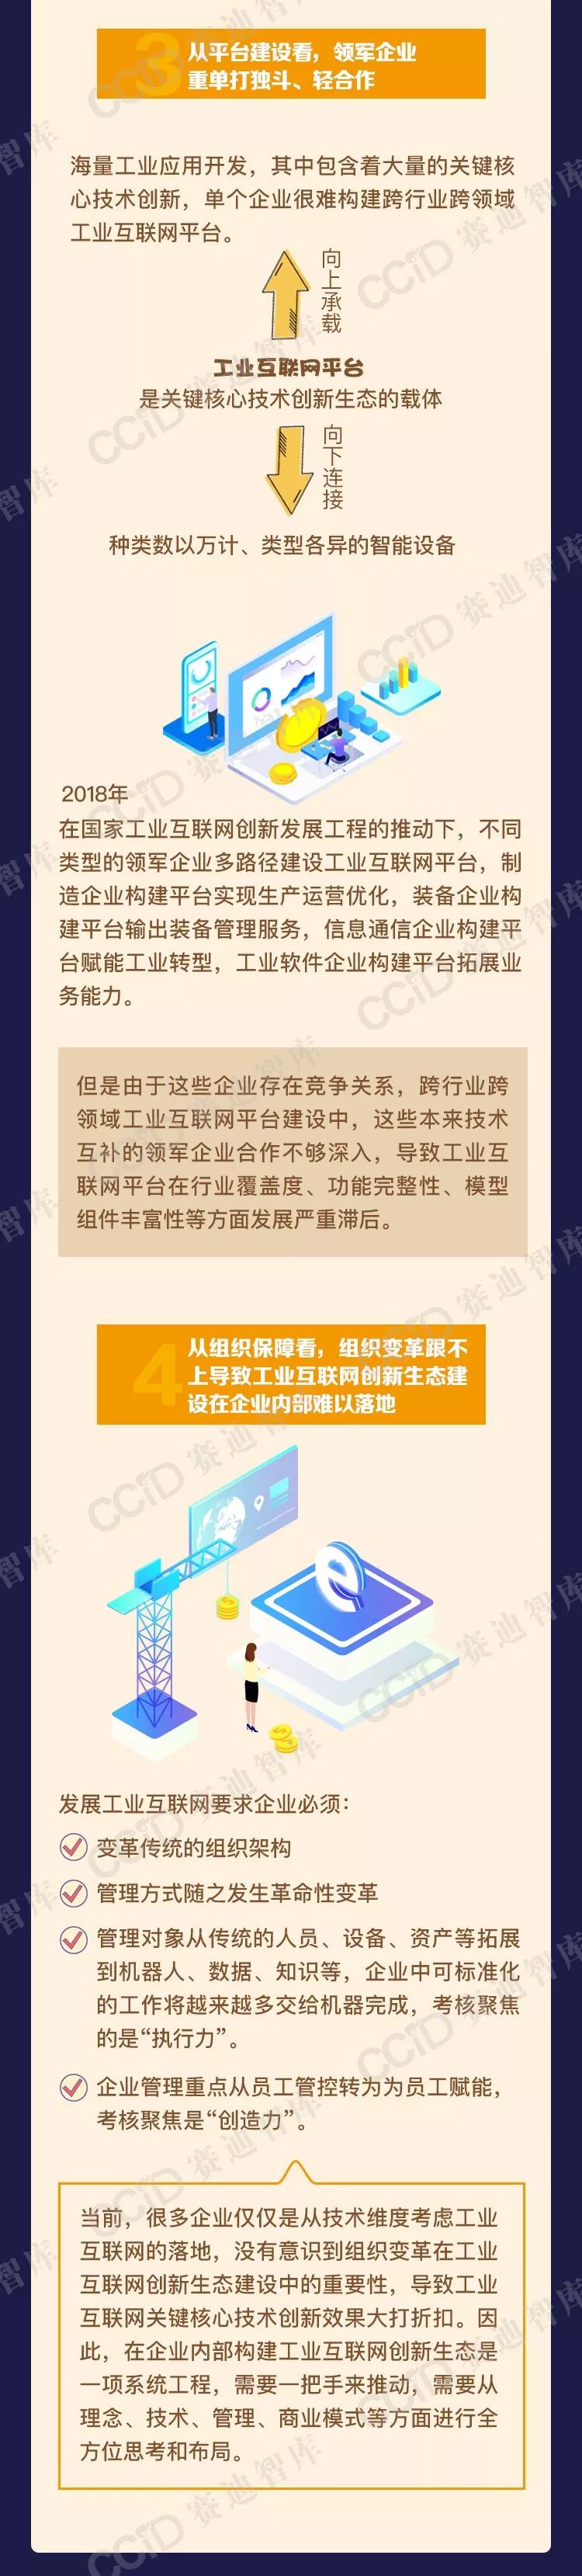 3
从平台建设看，领军企业
重单打独斗、轻合作
海量工业应用开发，其中包含着大量的关键核
心技术创新，单个企业很难构建跨行业跨领域
工业互联网平台。
向上承载
工业互联网平台
是关键核心技术创新生态的载体
向下连接
种类数以万计、类型各异的智能设备
2018年
在国家工业互联网创新发展工程的推动下，不同
类型的领军企业多路径建设工业互联网平台，制
造企业构建平台实现生产运营优化，装备企业构
建平台输出装备管理服务，信息通信企业构建平
台赋能工业转型，工业软件企业构建平台拓展业
务能力。
但是由于这些企业存在竞争关系，跨行业跨
领域工业互联网平台建设中，这些本来技术
互补的领军企业合作不够深入，导致工业互
联网平台在行业覆盖度、功能完整性、模型
组件丰富性等方面发展严重滞后。
4
从组织保障看，组织变革跟不
上导致工业互联网创新生态建
设在企业内部难以落地
发展工业互联网要求企业必须：
变革传统的组织架构
管理方式随之发生革命性变革
管理对象从传统的人员、设备、资产等拓展
到机器人、数据、知识等，企业中可标准化
的工作将越来越多交给机器完成，考核聚焦
的是“执行力”。
企业管理重点从员工管控转为为员工赋能，
考核聚焦是“创造力”。
当前，很多企业仅仅是从技术维度考虑工业
互联网的落地，没有意识到组织变革在工业
互联网创新生态建设中的重要性，导致工业
互联网关键核心技术创新效果大打折扣。因
此，在企业内部构建工业互联网创新生态是
一项系统工程，需要一把手来推动，需要从
理念、技术、管理、商业模式等方面进行全
方位思考和布局。
CCID 赛迪智库